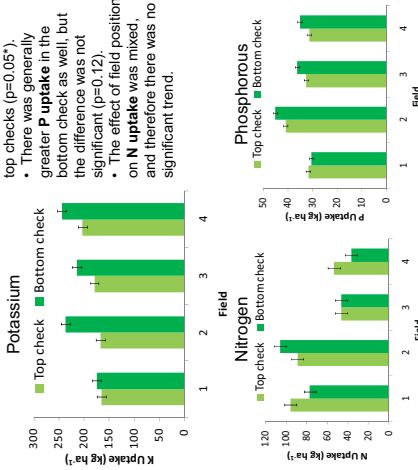 Potassium
Top check
Bottom check
300
250
200
150
100
50
0
K Uptake (kg ha⁻¹)
1
2
3
4
Field
top checks (p=0.05*).
• There was generally
greater P uptake in the
bottom check as well, but
the difference was not
significant (p=0.12).
• The effect of field position
on N uptake was mixed,
and therefore there was no
significant trend.
Nitrogen
Top check
Bottom check
120
100
80
60
40
20
0
N Uptake (kg ha⁻¹)
1
2
3
4
Field
Phosphorous
Top check
Bottom check
50
40
30
20
10
0
P Uptake (kg ha⁻¹)
1
2
3
4
Field